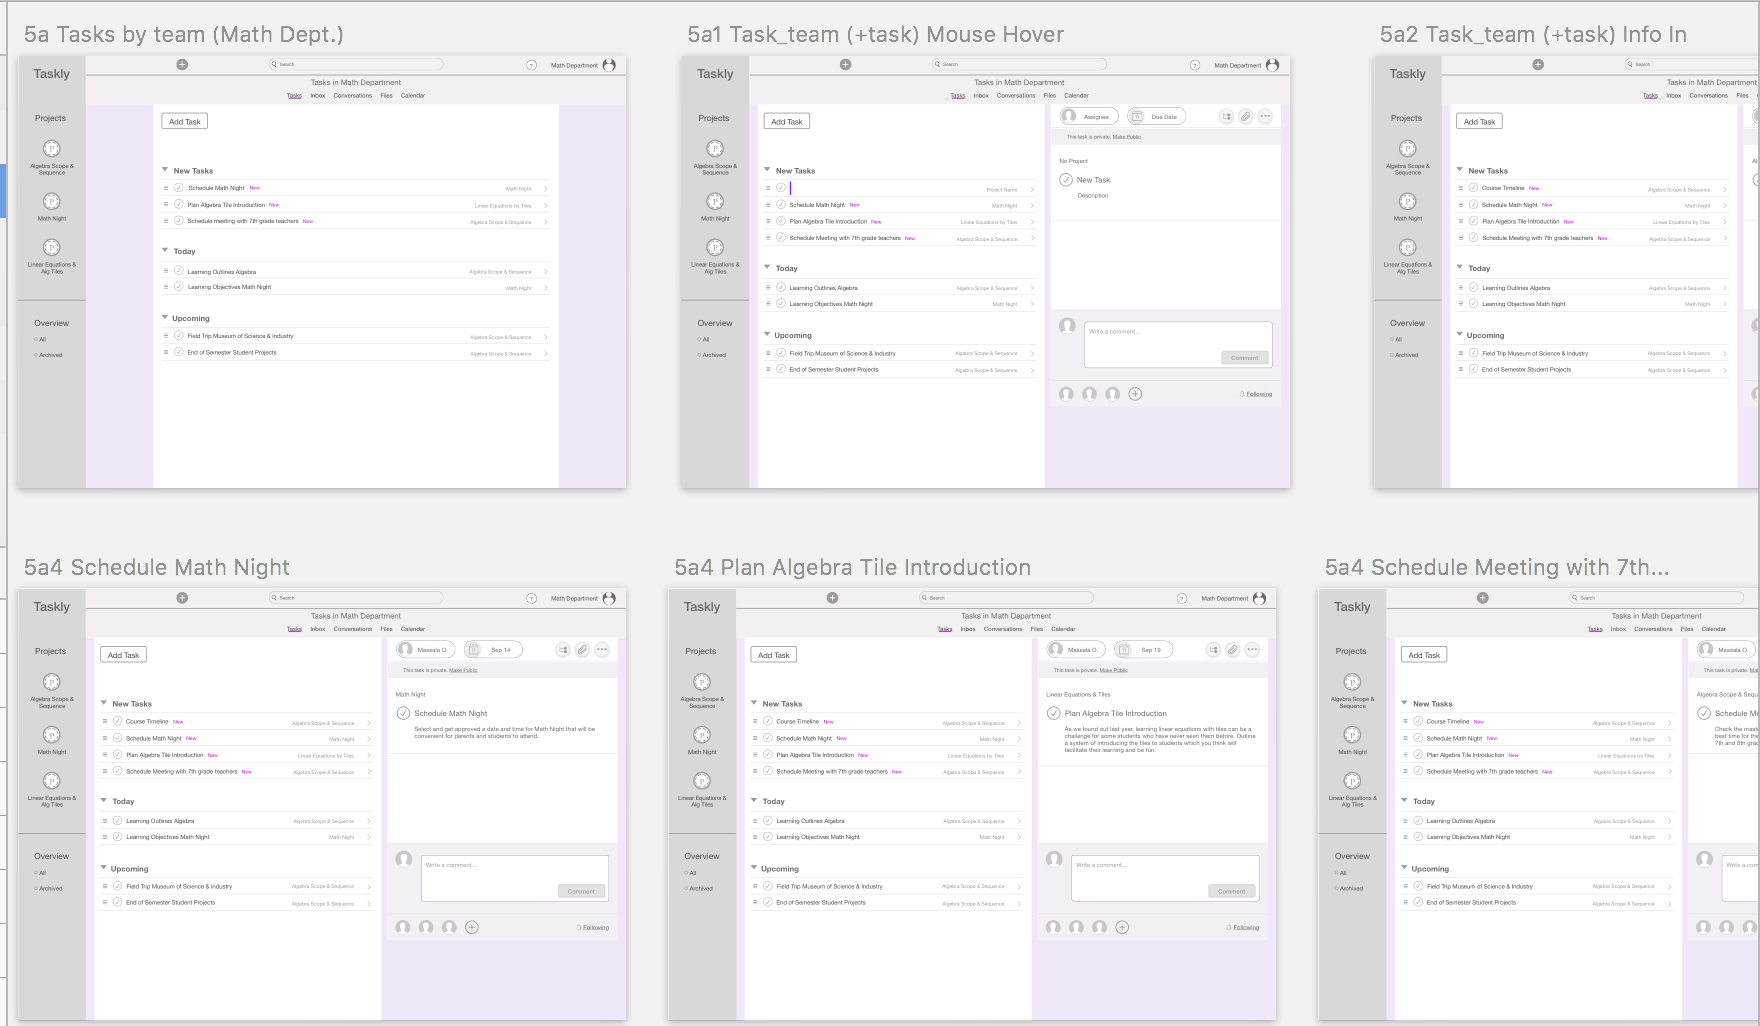 5a Tasks by team (Math Dept.)
Taskly
Search
?
Math Department
Tasks in Math Department
Tasks Inbox Conversations Files Calendar
Projects
P
Algebra Scope &
Sequence
P
Math Night
P
Linear Equations &
Alg Tiles
Overview
All
Archived
Add Task
New Tasks
Schedule Math Night New Math Night
Plan Algebra Tile Intruduction New Linear Equations by Tiles
Schedule meeting with 7th grade teachers New Algebra Scope & Sequence
Today
Learning Outlines Algebra Algebra Scope & Sequence
Learning Objectives Math Night Math Night
Upcoming
Field Trip Museum of Science & Industry Algebra Scope & Sequence
End of Semester Student Projects Algebra Scope & Sequence
5a1 Task_team (+task) Mouse Hover
Taskly
Search
?
Math Department
Tasks in Math Department
Tasks Inbox Conversations Files Calendar
Projects
P
Algebra Scope &
Sequence
P
Math Night
P
Linear Equations &
Alg Tiles
Overview
All
Archived
Add Task
New Tasks
Project Name
Schedule Math Night New Math Night
Plan Algebra Tile Introduction New Linear Equations by Tiles
Schedule Meeting with 7th grade teachers New Algebra Scope & Sequence
Today
Learning Outlines Algebra Algebra Scope & Sequence
Learning Objectives Math Night Math Night
Upcoming
Field Trip Museum of Science & Industry Algebra Scope & Sequence
End of Semester Student Projects Algebra Scope & Sequence
Assignee Due Date
This task is private. Make Public
No Project
New Task
Description
Write a comment...
Comment
Following
5a2 Task_team (+task) Info In
Taskly
Search
Tasks in Math Department
Tasks Inbox Conversations Files
Projects
P
Algebra Scope &
Sequence
P
Math Night
P
Linear Equations &
Alg Tiles
Overview
All
Archived
Add Task
New Tasks
Course Timeline New Algebra Scope & Sequence
Schedule Math Night New Math Night
Plan Algebra Tile Introduction New Linear Equations by Tiles
Schedule Meeting with 7th grade teachers New Algebra Scope & Sequence
Today
Learning Outlines Algebra Algebra Scope & Sequence
Learning Objectives Math Night Math Night
Upcoming
Field Trip Museum of Science & Industry Algebra Scope & Sequence
End of Semester Student Projects Algebra Scope & Sequence
5a4 Schedule Math Night
Taskly
Search
?
Math Department
Tasks in Math Department
Tasks Inbox Conversations Files Calendar
Projects
P
Algebra Scope &
Sequence
P
Math Night
P
Linear Equations &
Alg Tiles
Overview
All
Archived
Add Task
New Tasks
Course Timeline New Algebra Scope & Sequence
Schedule Math Night New Math Night
Plan Algebra Tile Introduction New Linear Equations by Tiles
Schedule Meeting with 7th grade teachers New Algebra Scope & Sequence
Today
Learning Outlines Algebra Algebra Scope & Sequence
Learning Objectives Math Night Math Night
Upcoming
Field Trip Museum of Science & Industry Algebra Scope & Sequence
End of Semester Student Projects Algebra Scope & Sequence
Massala O. Sep 14
This task is private. Make Public
Math Night
Schedule Math Night
Select and get approved a date and time for Math Night that will be
convenient for parents and students to attend.
Write a comment...
Comment
Following
5a4 Plan Algebra Tile Introduction
Taskly
Search
?
Math Department
Tasks in Math Department
Tasks Inbox Conversations Files Calendar
Projects
P
Algebra Scope &
Sequence
P
Math Night
P
Linear Equations &
Alg Tiles
Overview
All
Archived
Add Task
New Tasks
Course Timeline New Algebra Scope & Sequence
Schedule Math Night New Math Night
Plan Algebra Tile Introduction New Linear Equations by Tiles
Schedule Meeting with 7th grade teachers New Algebra Scope & Sequence
Today
Learning Outlines Algebra Algebra Scope & Sequence
Learning Objectives Math Night Math Night
Upcoming
Field Trip Museum of Science & Industry Algebra Scope & Sequence
End of Semester Student Projects Algebra Scope & Sequence
Massala O. Sep 19
This task is private. Make Public
Linear Equations & Tiles
Plan Algebra Tile Introduction
As we found out last year, learning linear equations with tiles can be a
challenge for some students who have never seen them before. Outline
a system of introducing the tiles to students which you think will
facilitate their learning and be fun.
Write a comment...
Comment
Following
5a4 Schedule Meeting with 7th...
Taskly
Search
Tasks in Math Department
Tasks Inbox Conversations Files Calendar
Projects
P
Algebra Scope &
Sequence
P
Math Night
P
Linear Equations &
Alg Tiles
Overview
All
Archived
Add Task
New Tasks
Course Timeline New Algebra Scope & Sequence
Schedule Math Night New Math Night
Plan Algebra Tile Introduction New Linear Equations by Tiles
Schedule Meeting with 7th grade teachers New Algebra Scope & Sequence
Today
Learning Outlines Algebra Algebra Scope & Sequence
Learning Objectives Math Night Math Night
Upcoming
Field Trip Museum of Science & Industry Algebra Scope & Sequence
End of Semester Student Projects Algebra Scope & Sequence
Massala O.
This task is private.
Algebra Scope &
Schedule
Check the
best time for the
7th and 8th
Write a